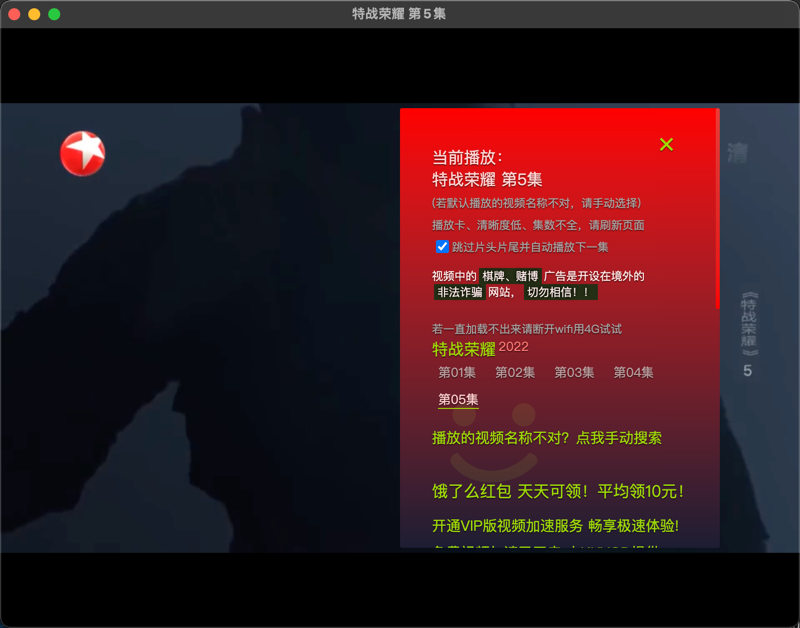 特战荣耀 第5集
当前播放：
特战荣耀 第5集
(若默认播放的视频名称不对，请手动选择)
播放卡、清晰度低、集数不全，请刷新页面
跳过片头片尾并自动播放下一集
视频中的 棋牌、赌博 广告是开设在境外的
非法诈骗 网站， 切勿相信！！
若一直加载不出来请断开wifi用4G试试
特战荣耀 2022
第01集 第02集 第03集 第04集
第05集
播放的视频名称不对？点我手动搜索
饿了么红包 天天可领！平均领10元！
开通VIP版视频加速服务 畅享极速体验!
清
《特战荣耀》
5